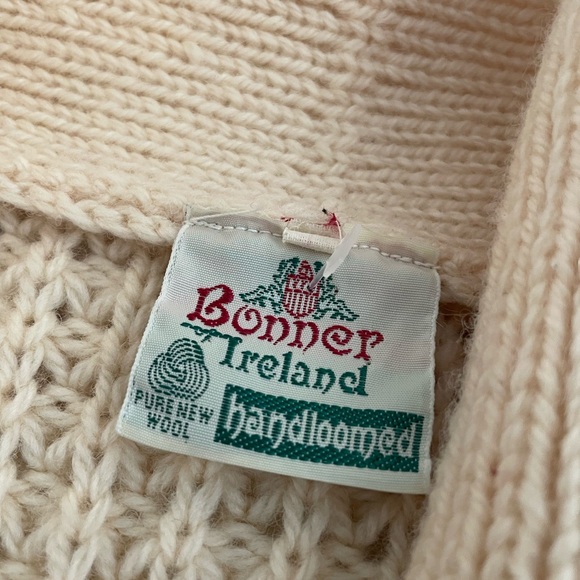 Bonner
Ireland
PURE NEW
WOOL
handloomed